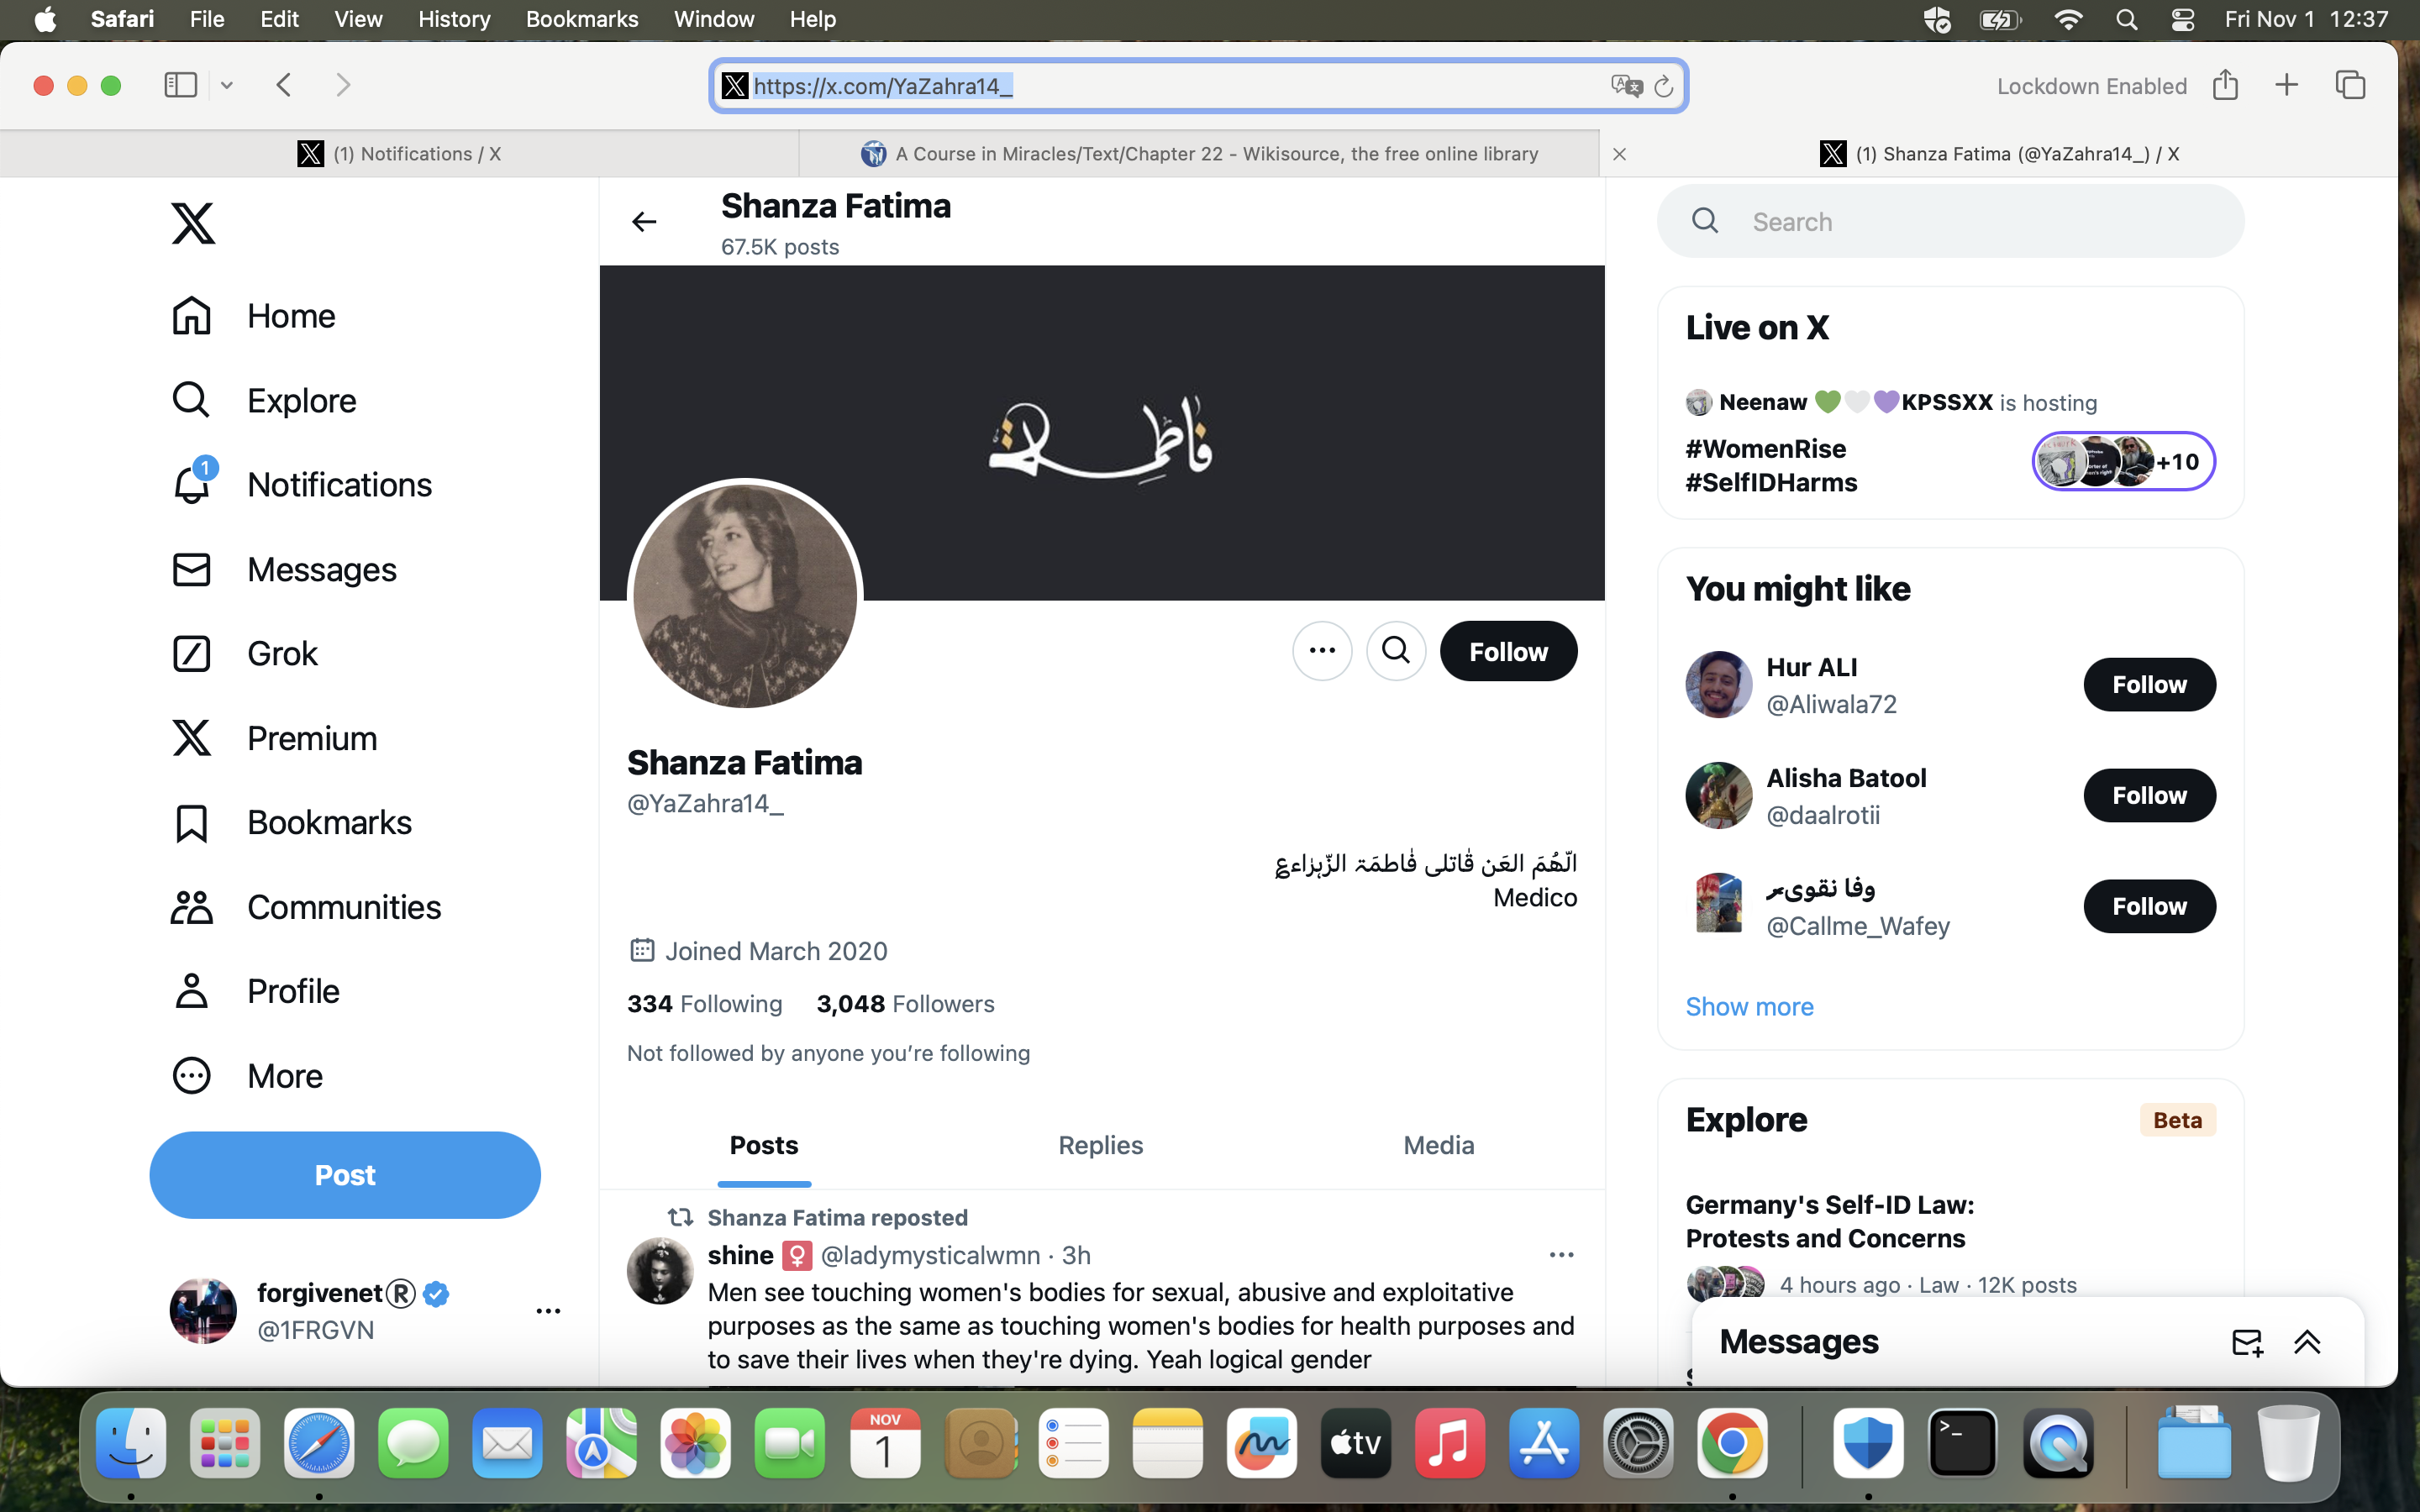 Safari File Edit View History Bookmarks Window Help
Fri Nov 1 12:37
https://x.com/YaZahra14_
Lockdown Enabled
(1) Notifications / X
A Course in Miracles/Text/Chapter 22 - Wikisource, the free online library
(1) Shanza Fatima (@YaZahra14_) / X
Home
Explore
1
Notifications
Messages
Grok
Premium
Bookmarks
Communities
Profile
More
Post
forgivenet®
@1FRGVN
Shanza Fatima
67.5K posts
فاطمة
Follow
Shanza Fatima
@YaZahra14_
الّهُمَ العَن قٰاتلی فٰاطمَۃ الزّہرٰاءع
Medico
Joined March 2020
334 Following 3,048 Followers
Not followed by anyone you're following
Posts
Replies
Media
Shanza Fatima reposted
shine ♀ @ladymysticalwmn · 3h
Men see touching women's bodies for sexual, abusive and exploitative
purposes as the same as touching women's bodies for health purposes and
to save their lives when they're dying. Yeah logical gender
Search
Live on X
Neenaw 💚🤍💜KPSSXX is hosting
#WomenRise
#SelfIDHarms
+10
You might like
Hur ALI
@Aliwala72
Follow
Alisha Batool
@daalrotii
Follow
وفا نقوی
@Callme_Wafey
Follow
Show more
Explore
Beta
Germany's Self-ID Law:
Protests and Concerns
4 hours ago · Law · 12K posts
Messages
NOV
1
tv